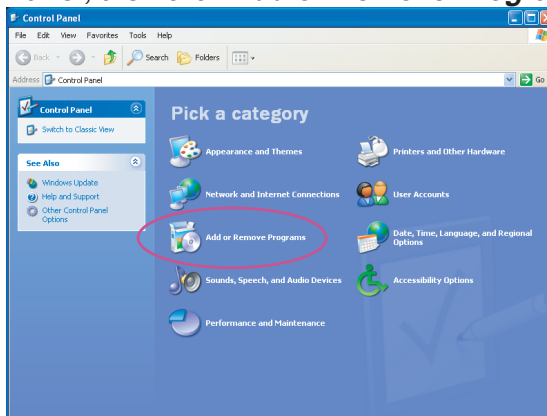 Control Panel
File Edit View Favorites Tools Help
Back Search Folders
Address Control Panel Go
Control Panel
Switch to Classic View
See Also
Windows Update
Help and Support
Other Control Panel
Options
Pick a category
Appearance and Themes
Printers and Other Hardware
Network and Internet Connections
User Accounts
Add or Remove Programs
Date, Time, Language, and Regional
Options
Sounds, Speech, and Audio Devices
Accessibility Options
Performance and Maintenance